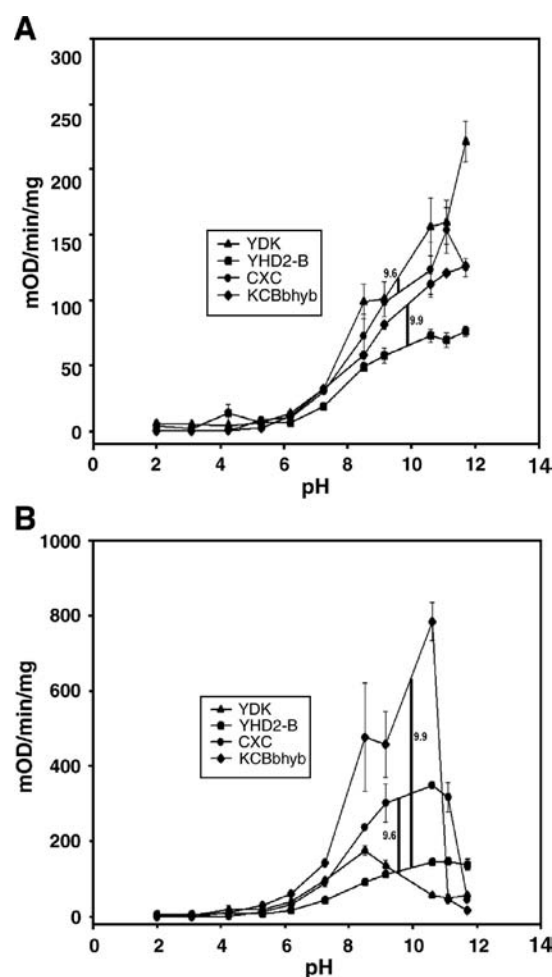 A
300
250
200
150
100
50
0
mOD/min/mg
YDK
YHD2-B
CXC
KCBbhyb
9.6
9.9
0 2 4 6 8 10 12 14
pH
B
1000
800
600
400
200
0
mOD/min/mg
YDK
YHD2-B
CXC
KCBbhyb
9.9
9.6
0 2 4 6 8 10 12 14
pH